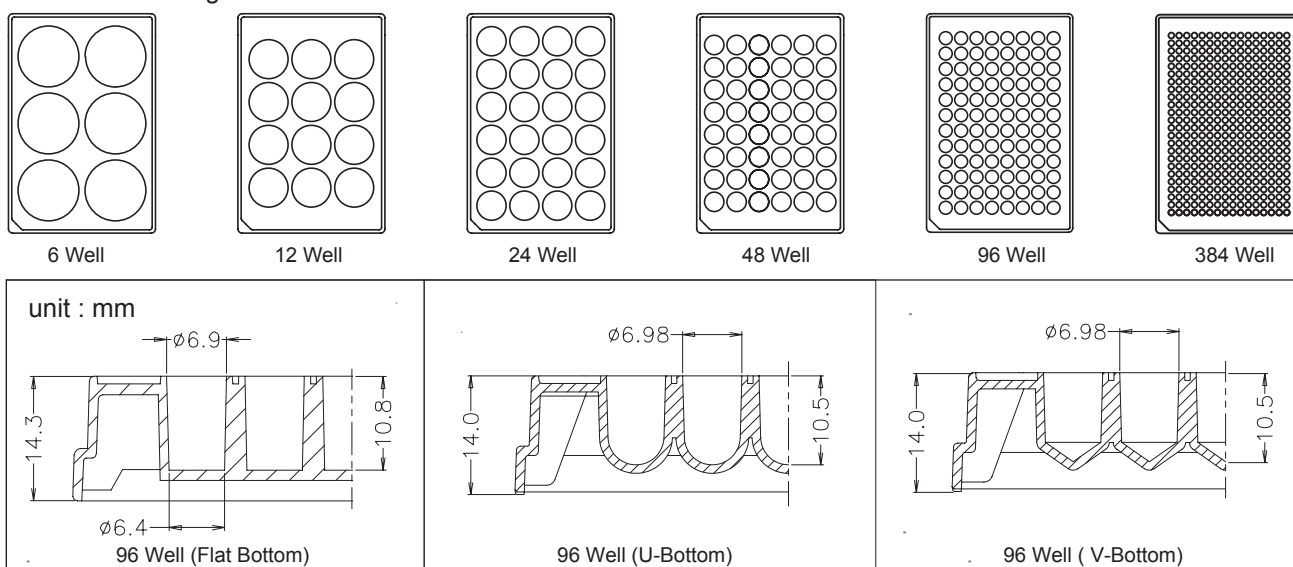 6 Well
12 Well
24 Well
48 Well
96 Well
384 Well
unit : mm
ø6.9
14.3
10.8
ø6.4
96 Well (Flat Bottom)
ø6.98
14.0
10.5
96 Well (U-Bottom)
ø6.98
14.0
10.5
96 Well ( V-Bottom)